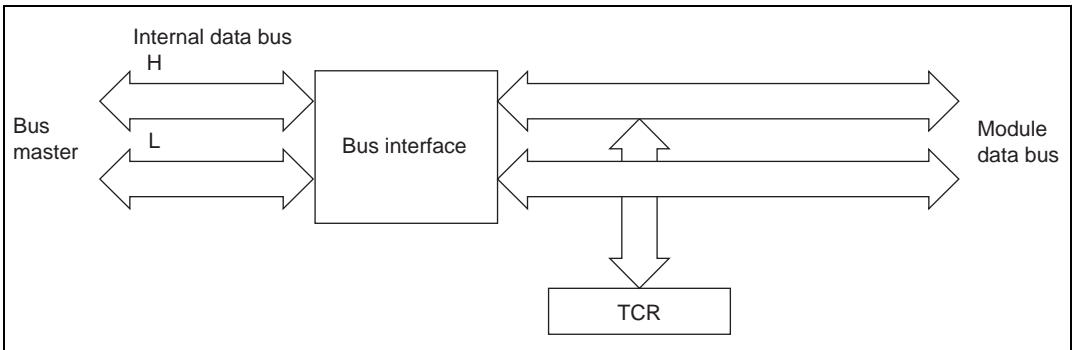 Internal data bus
H
Bus
master
L
Bus interface
Module
data bus
TCR